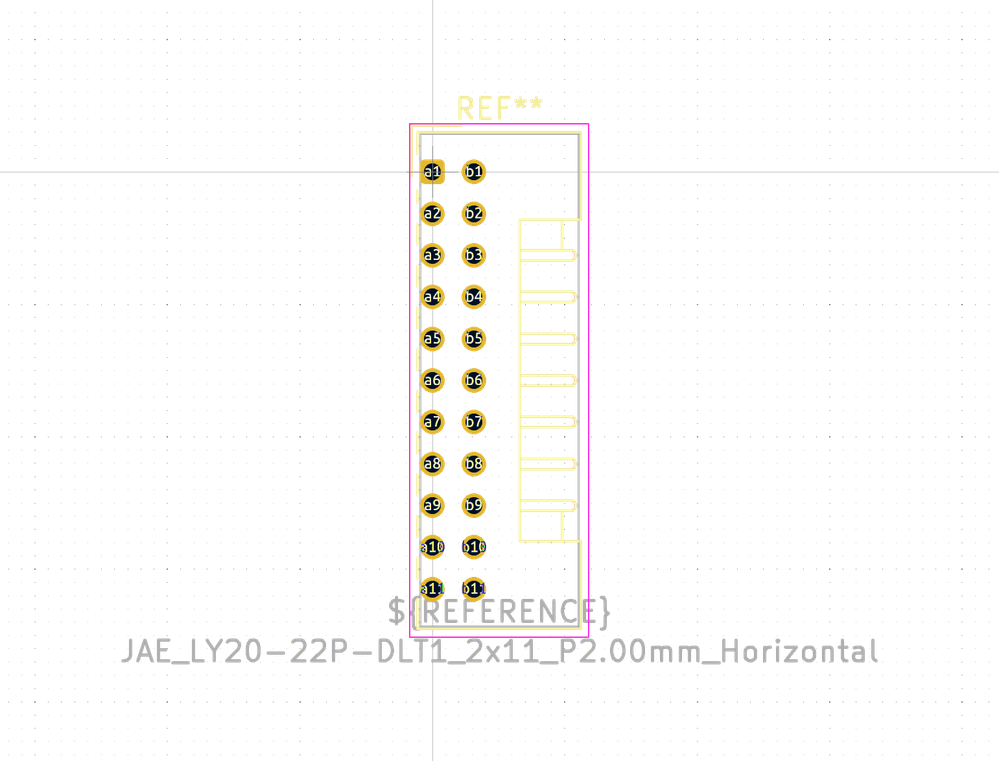 REF**
a1 b1
a2 b2
a3 b3
a4 b4
a5 b5
a6 b6
a7 b7
a8 b8
a9 b9
a10 b10
a11 b11
${REFERENCE}
JAE_LY20-22P-DLT1_2x11_P2.00mm_Horizontal